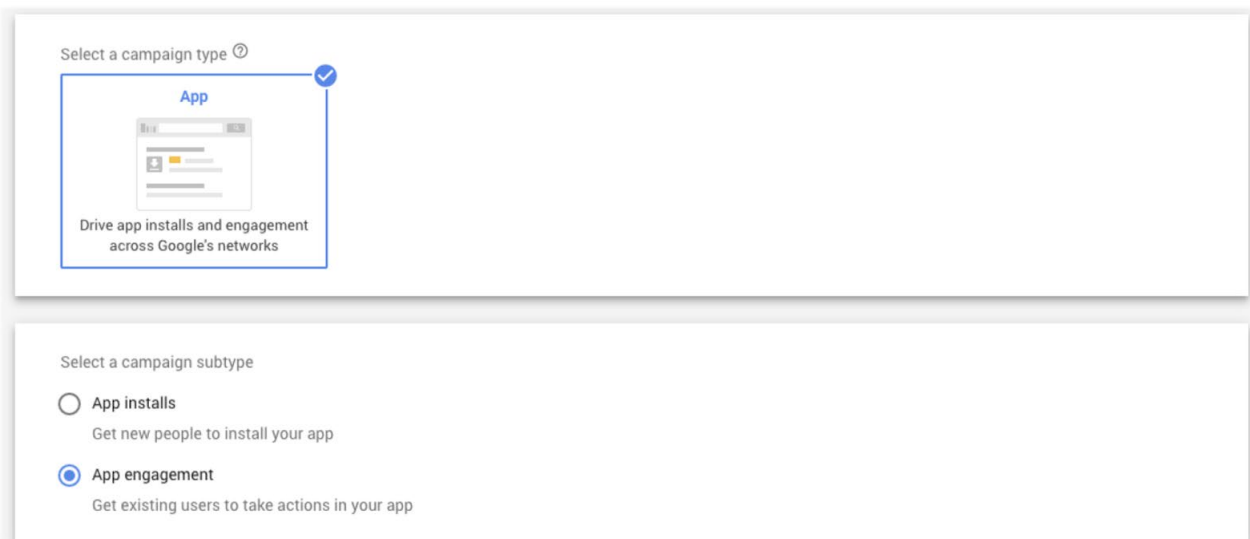 Select a campaign type
App
Drive app installs and engagement
across Google's networks
Select a campaign subtype
App installs
Get new people to install your app
App engagement
Get existing users to take actions in your app